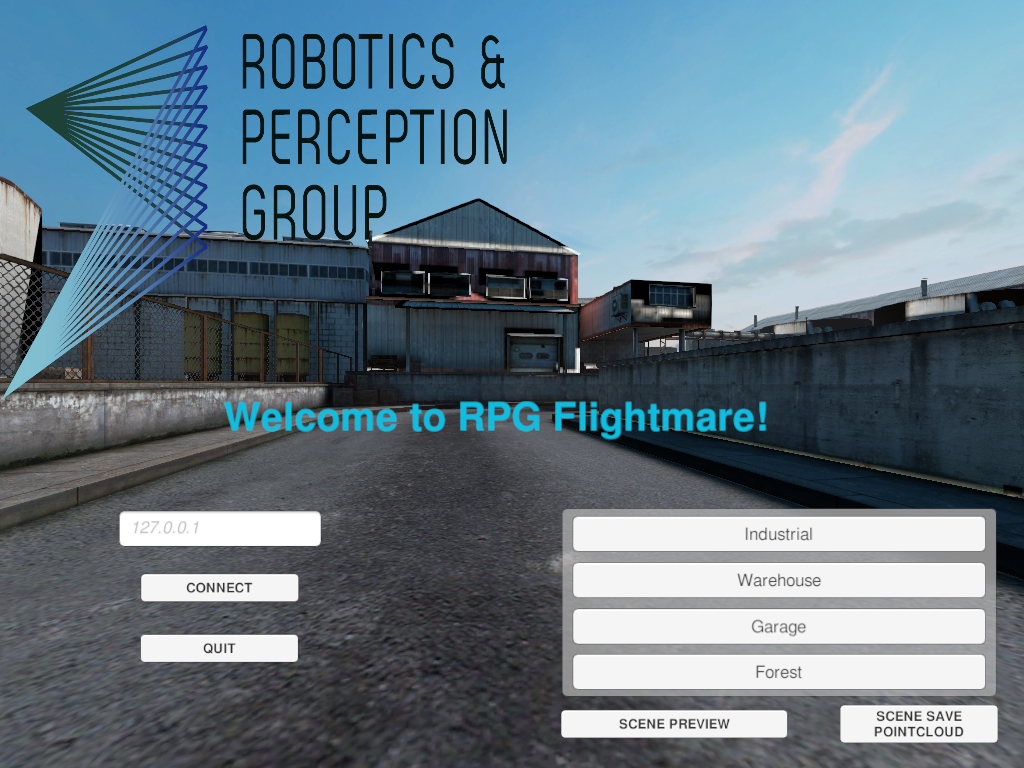 ROBOTICS &
PERCEPTION
GROUP
Welcome to RPG Flightmare!
127.0.0.1
CONNECT
QUIT
Industrial
Warehouse
Garage
Forest
SCENE PREVIEW
SCENE SAVE
POINTCLOUD